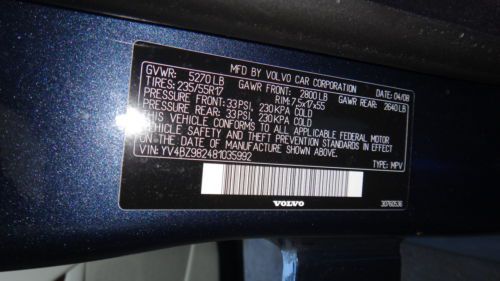 MFD BY VOLVO CAR CORPORATION DATE: 04/08
GVWR: 5270 LB GAWR FRONT: 2800 LB GAWR REAR: 2640 LB
TIRES: 235/55R17 RIM: 7,5x17x55
PRESSURE FRONT: 33 PSI, 230 KPA COLD
PRESSURE REAR: 33 PSI, 230 KPA COLD
THIS VEHICLE CONFORMS TO ALL APPLICABLE FEDERAL MOTOR
VEHICLE SAFETY AND THEFT PREVENTION STANDARDS IN EFFECT
ON THE DATE OF MANUFACTURE SHOWN ABOVE.
VIN: YV4BZ982481035992 TYPE: MPV
VOLVO 30760536